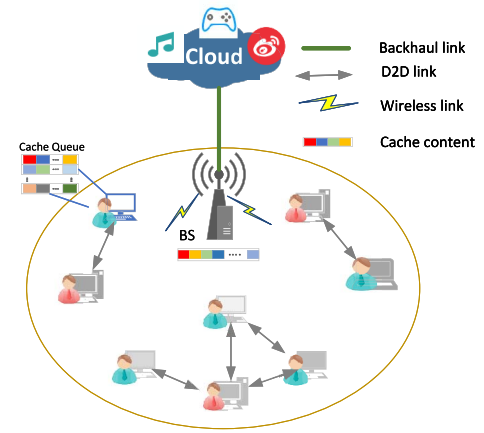 Cloud
Backhaul link
D2D link
Wireless link
Cache content
Cache Queue
BS